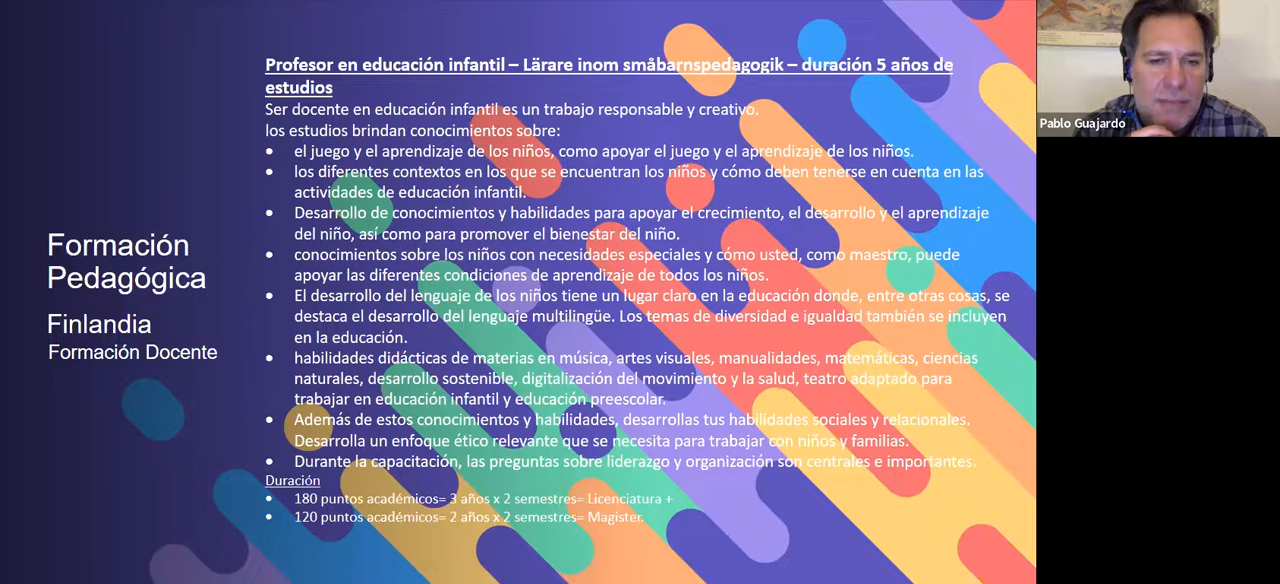 Formación
Pedagógica
Finlandia
Formación Docente
Profesor en educación infantil – Lärare inom småbarnspedagogik – duración 5 años de
estudios
Ser docente en educación infantil es un trabajo responsable y creativo.
los estudios brindan conocimientos sobre:
• el juego y el aprendizaje de los niños, como apoyar el juego y el aprendizaje de los niños.
• los diferentes contextos en los que se encuentran los niños y cómo deben tenerse en cuenta en las
actividades de educación infantil.
• Desarrollo de conocimientos y habilidades para apoyar el crecimiento, el desarrollo y el aprendizaje
del niño, así como para promover el bienestar del niño.
• conocimientos sobre los niños con necesidades especiales y cómo usted, como maestro, puede
apoyar las diferentes condiciones de aprendizaje de todos los niños.
• El desarrollo del lenguaje de los niños tiene un lugar claro en la educación donde, entre otras cosas, se
destaca el desarrollo del lenguaje multilingüe. Los temas de diversidad e igualdad también se incluyen
en la educación.
• habilidades didácticas de materias en música, artes visuales, manualidades, matemáticas, ciencias
naturales, desarrollo sostenible, digitalización del movimiento y la salud, teatro adaptado para
trabajar en educación infantil y educación preescolar.
• Además de estos conocimientos y habilidades, desarrollas tus habilidades sociales y relacionales.
Desarrolla un enfoque ético relevante que se necesita para trabajar con niños y familias.
• Durante la capacitación, las preguntas sobre liderazgo y organización son centrales e importantes.
Duración
• 180 puntos académicos= 3 años x 2 semestres= Licenciatura +
• 120 puntos académicos= 2 años x 2 semestres= Magister.
Pablo Guajardo